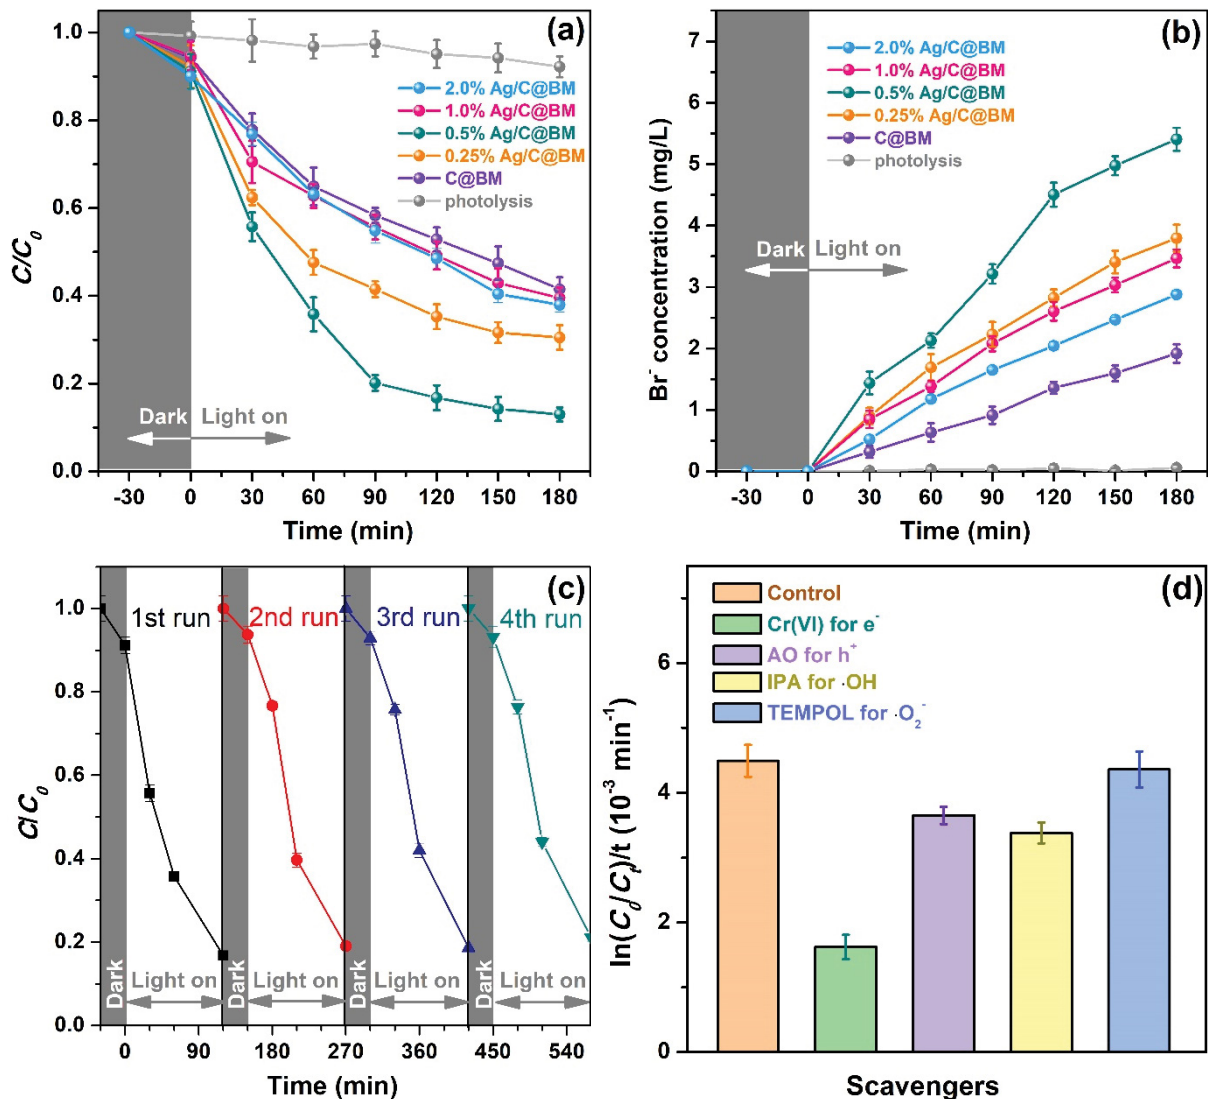 (a)
1.0
0.8
0.6
0.4
0.2
0.0
C/C₀
2.0% Ag/C@BM
1.0% Ag/C@BM
0.5% Ag/C@BM
0.25% Ag/C@BM
C@BM
photolysis
Dark
Light on
-30 0 30 60 90 120 150 180
Time (min)
(b)
7
6
5
4
3
2
1
0
Br⁻ concentration (mg/L)
2.0% Ag/C@BM
1.0% Ag/C@BM
0.5% Ag/C@BM
0.25% Ag/C@BM
C@BM
photolysis
Dark
Light on
-30 0 30 60 90 120 150 180
Time (min)
(c)
1.0
0.8
0.6
0.4
0.2
0.0
C/C₀
1st run
2nd run
3rd run
4th run
Dark
Light on
Dark
Light on
Dark
Light on
Dark
Light on
0 90 180 270 360 450 540
Time (min)
(d)
6
4
2
0
ln(C₀/Cₜ)/t (10⁻³ min⁻¹)
Control
Cr(VI) for e⁻
AO for h⁺
IPA for ·OH
TEMPOL for ·O₂⁻
Scavengers